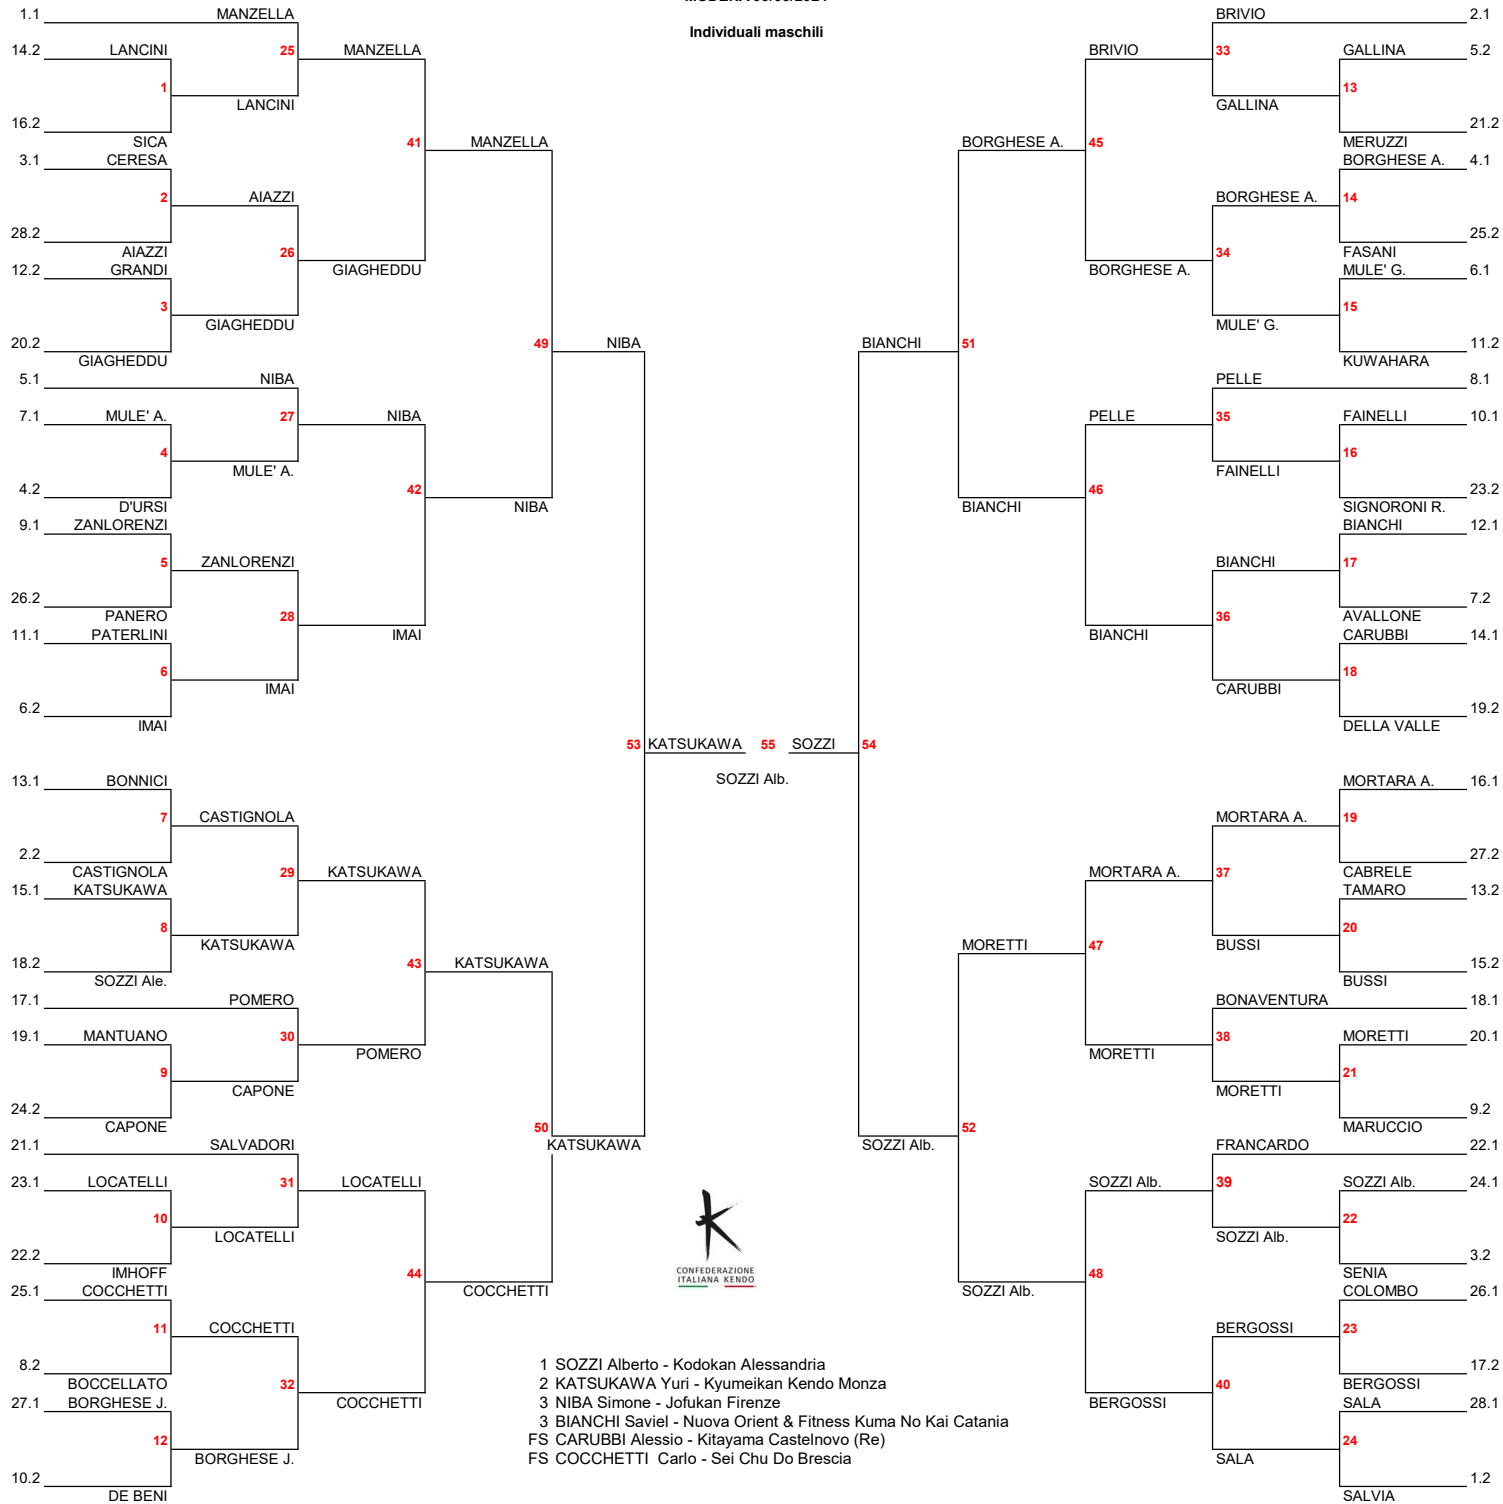 Individuali maschili
1.1 MANZELLA
14.2 LANCINI 25 MANZELLA
1
LANCINI
16.2
SICA 41 MANZELLA
3.1 CERESA
2 AIAZZI
28.2
AIAZZI 26
12.2 GRANDI GIAGHEDDU
3
GIAGHEDDU
20.2 49 NIBA
GIAGHEDDU
5.1 NIBA
7.1 MULE' A. 27 NIBA
4
MULE' A.
4.2 42
D'URSI NIBA
9.1 ZANLORENZI
5 ZANLORENZI
26.2
PANERO 28
11.1 PATERLINI IMAI
6
IMAI
6.2
IMAI
53 KATSUKAWA 55 SOZZI 54
SOZZI Alb.
13.1 BONNICI
7 CASTIGNOLA
2.2
CASTIGNOLA 29 KATSUKAWA
15.1 KATSUKAWA
8
KATSUKAWA
18.2 43 KATSUKAWA
SOZZI Ale.
17.1 POMERO
19.1 MANTUANO 30
POMERO
9
CAPONE
24.2
CAPONE 50
21.1 SALVADORI KATSUKAWA
23.1 LOCATELLI 31 LOCATELLI
10
LOCATELLI
22.2
IMHOFF 44
25.1 COCCHETTI COCCHETTI
11 COCCHETTI
8.2
BOCCELLATO 32
27.1 BORGHESE J. COCCHETTI
12
BORGHESE J.
10.2
DE BENI
BRIVIO 2.1
BRIVIO 33 GALLINA 5.2
13
GALLINA
21.2
BORGHESE A. 45 MERUZZI
BORGHESE A. 4.1
BORGHESE A. 14
25.2
34 FASANI
BORGHESE A. MULE' G. 6.1
15
MULE' G.
BIANCHI 51 11.2
KUWAHARA
PELLE 8.1
PELLE 35 FAINELLI 10.1
16
FAINELLI
46 23.2
BIANCHI SIGNORONI R.
BIANCHI 12.1
BIANCHI 17
7.2
36 AVALLONE
BIANCHI CARUBBI 14.1
18
CARUBBI
19.2
DELLA VALLE
MORTARA A. 16.1
MORTARA A. 19
27.2
MORTARA A. 37 CABRELE
TAMARO 13.2
20
MORETTI 47 BUSSI
15.2
BUSSI
BONAVENTURA 18.1
38 MORETTI 20.1
MORETTI
21
MORETTI
9.2
52 MARUCCIO
SOZZI Alb. FRANCARDO 22.1
SOZZI Alb. 39 SOZZI Alb. 24.1
22
SOZZI Alb.
3.2
48 SENIA
SOZZI Alb. COLOMBO 26.1
BERGOSSI 23
17.2
40 BERGOSSI
BERGOSSI SALA 28.1
24
SALA
1.2
SALVIA
CONFEDERAZIONE
ITALIANA KENDO
1 SOZZI Alberto - Kodokan Alessandria
2 KATSUKAWA Yuri - Kyumeikan Kendo Monza
3 NIBA Simone - Jofukan Firenze
3 BIANCHI Saviel - Nuova Orient & Fitness Kuma No Kai Catania
FS CARUBBI Alessio - Kitayama Castelnovo (Re)
FS COCCHETTI Carlo - Sei Chu Do Brescia